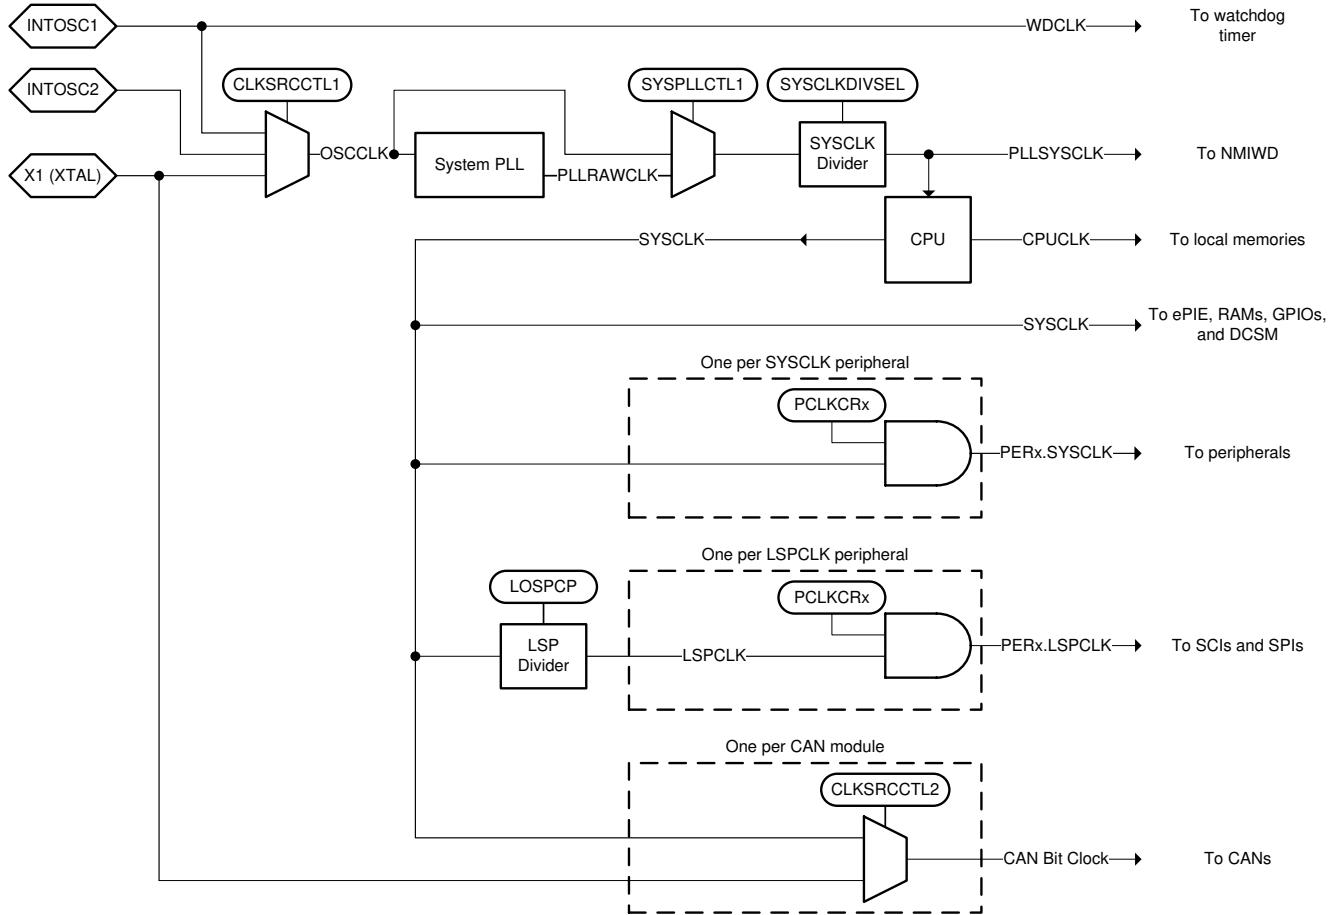 INTOSC1
WDCLK
To watchdog
timer
INTOSC2
CLKSRCCTL1
SYSPLLCTL1
SYSCLKDIVSEL
X1 (XTAL)
OSCCLK
System PLL
PLLRAWCLK
SYSCLK
Divider
PLLSYSCLK
To NMIWD
SYSCLK
CPU
CPUCLK
To local memories
SYSCLK
To ePIE, RAMs, GPIOs,
and DCSM
One per SYSCLK peripheral
PCLKCRx
PERx.SYSCLK
To peripherals
One per LSPCLK peripheral
LOSPCP
PCLKCRx
LSP
Divider
LSPCLK
PERx.LSPCLK
To SCIs and SPIs
One per CAN module
CLKSRCCTL2
CAN Bit Clock
To CANs